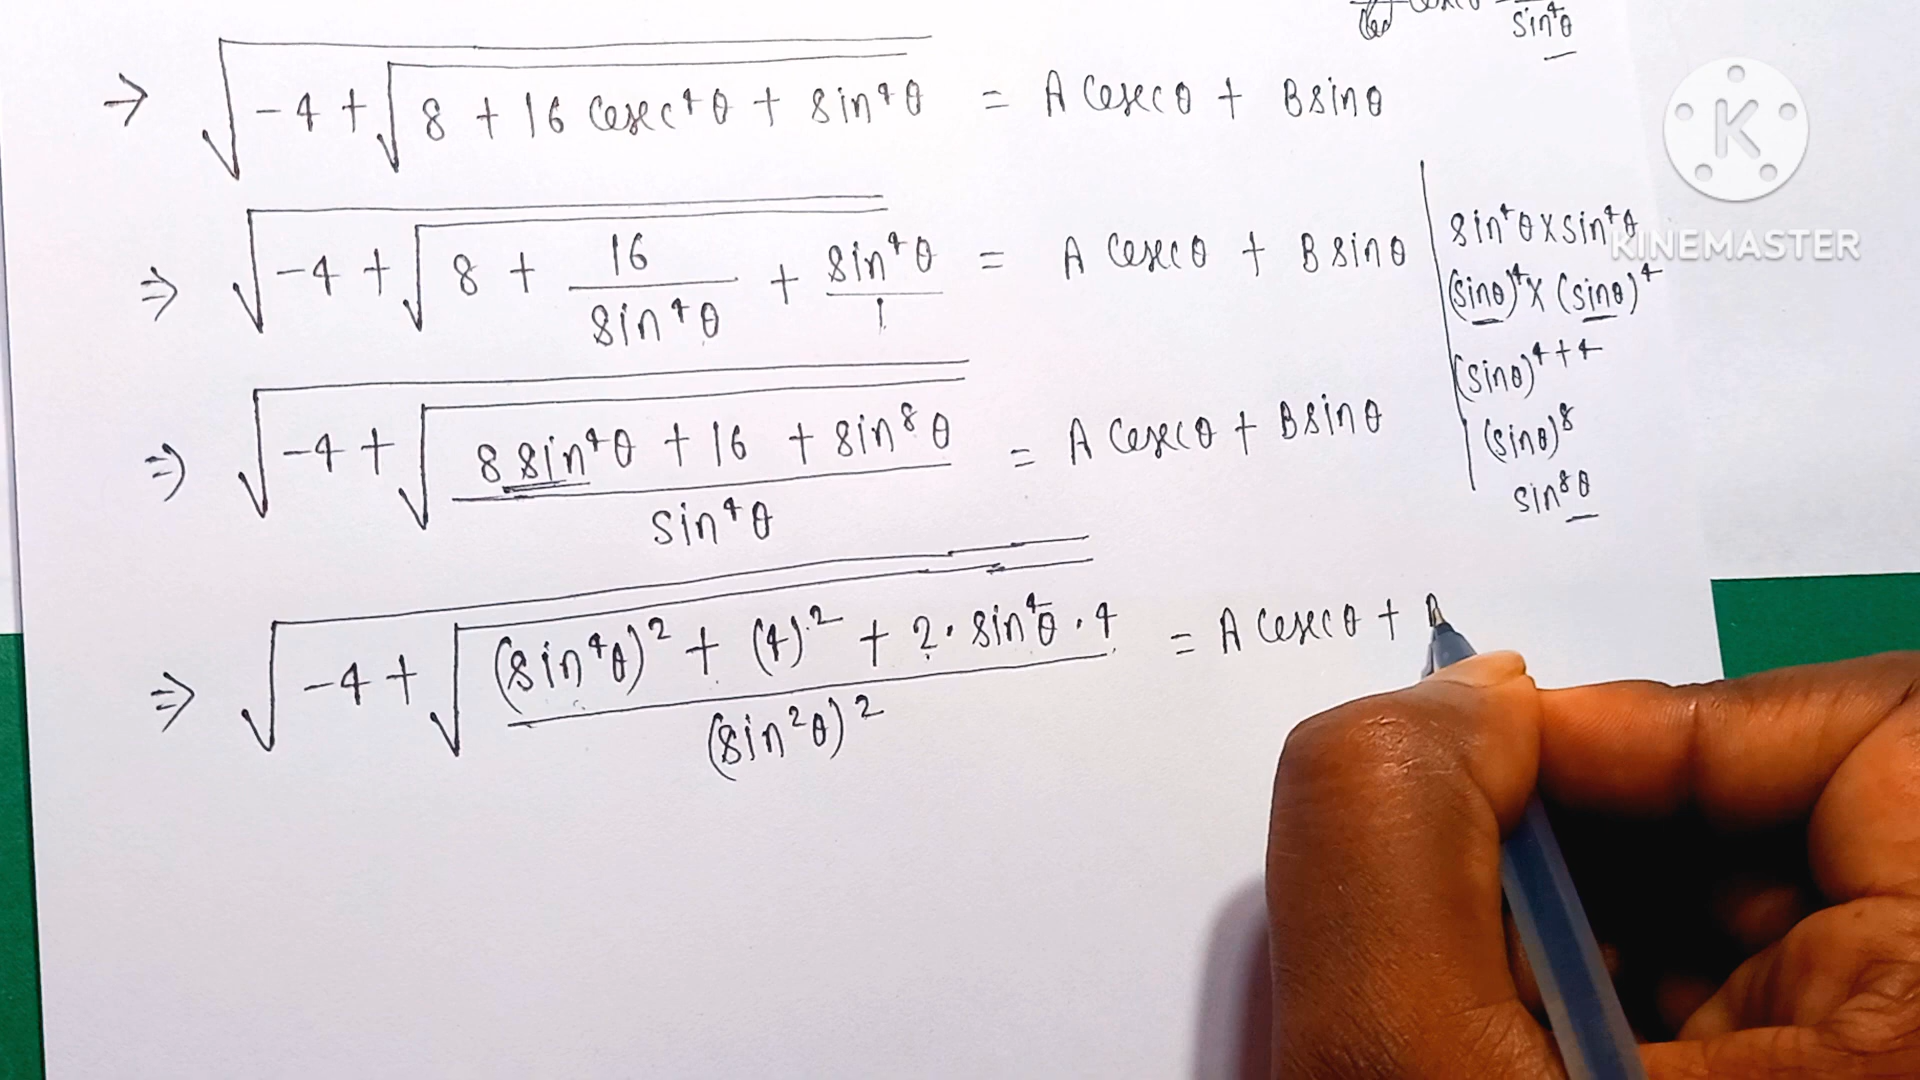 sin⁴θ
→ √(-4 + √(8 + 16 Cosec⁴θ + sin⁴θ)) = A Cosecθ + B sinθ
⇒ √(-4 + √(8 + 16/sin⁴θ + sin⁴θ/1)) = A Cosecθ + B sinθ
⇒ √(-4 + √((8 sin⁴θ + 16 + sin⁸θ)/sin⁴θ)) = A Cosecθ + B sinθ
⇒ √(-4 + √(((sin⁴θ)² + (4)² + 2 · sin⁴θ · 4)/(sin²θ)²)) = A Cosecθ +
sin⁴θ x sin⁴θ
(sinθ)⁴ x (sinθ)⁴
(sinθ)⁴⁺⁴
(sinθ)⁸
sin⁸θ
K
KINEMASTER